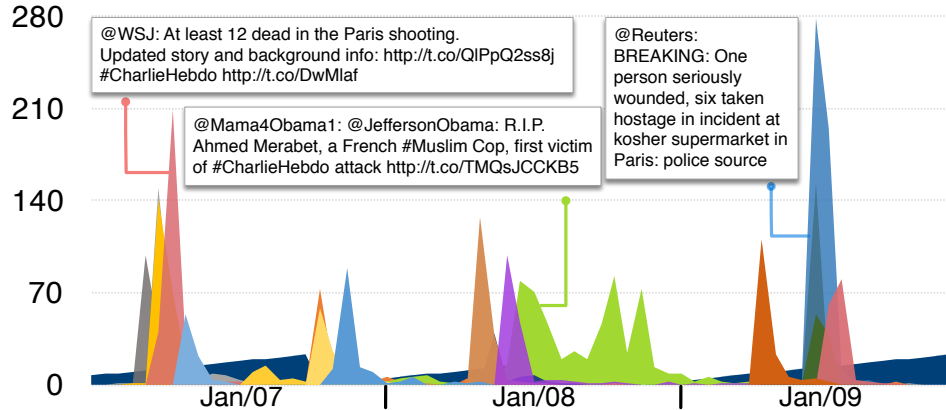 280
210
140
70
0
@WSJ: At least 12 dead in the Paris shooting.
Updated story and background info: http://t.co/QlPpQ2ss8j
#CharlieHebdo http://t.co/DwMlaf
@Mama4Obama1: @JeffersonObama: R.I.P.
Ahmed Merabet, a French #Muslim Cop, first victim
of #CharlieHebdo attack http://t.co/TMQsJCCKB5
@Reuters:
BREAKING: One
person seriously
wounded, six taken
hostage in incident at
kosher supermarket in
Paris: police source
Jan/07
Jan/08
Jan/09